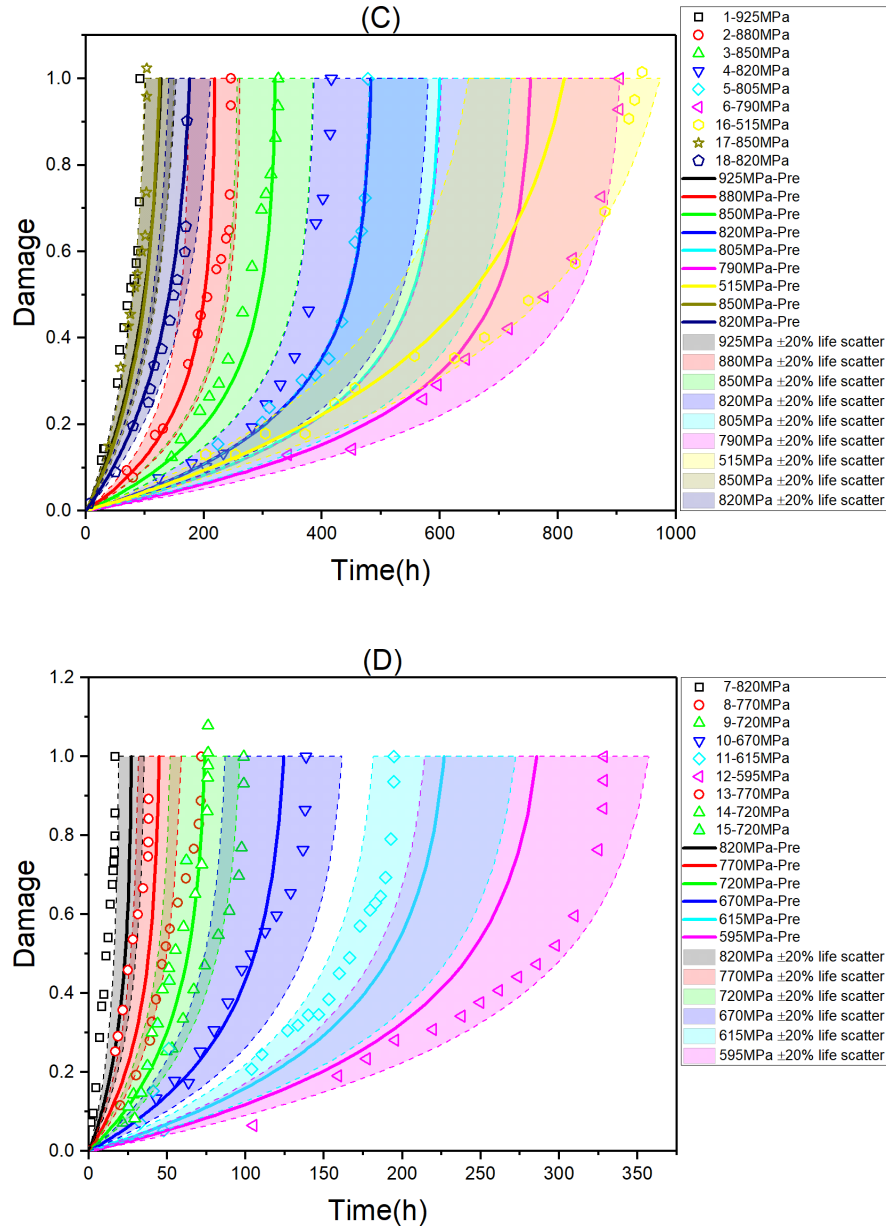 (C)
1-925MPa
2-880MPa
3-850MPa
4-820MPa
5-805MPa
6-790MPa
16-515MPa
17-850MPa
18-820MPa
925MPa-Pre
880MPa-Pre
850MPa-Pre
820MPa-Pre
805MPa-Pre
790MPa-Pre
515MPa-Pre
850MPa-Pre
820MPa-Pre
925MPa ±20% life scatter
880MPa ±20% life scatter
850MPa ±20% life scatter
820MPa ±20% life scatter
805MPa ±20% life scatter
790MPa ±20% life scatter
515MPa ±20% life scatter
850MPa ±20% life scatter
820MPa ±20% life scatter
1.0
0.8
0.6
0.4
0.2
0.0
Damage
0 200 400 600 800 1000
Time(h)
(D)
7-820MPa
8-770MPa
9-720MPa
10-670MPa
11-615MPa
12-595MPa
13-770MPa
14-720MPa
15-720MPa
820MPa-Pre
770MPa-Pre
720MPa-Pre
670MPa-Pre
615MPa-Pre
595MPa-Pre
820MPa ±20% life scatter
770MPa ±20% life scatter
720MPa ±20% life scatter
670MPa ±20% life scatter
615MPa ±20% life scatter
595MPa ±20% life scatter
1.2
1.0
0.8
0.6
0.4
0.2
0.0
Damage
0 50 100 150 200 250 300 350
Time(h)